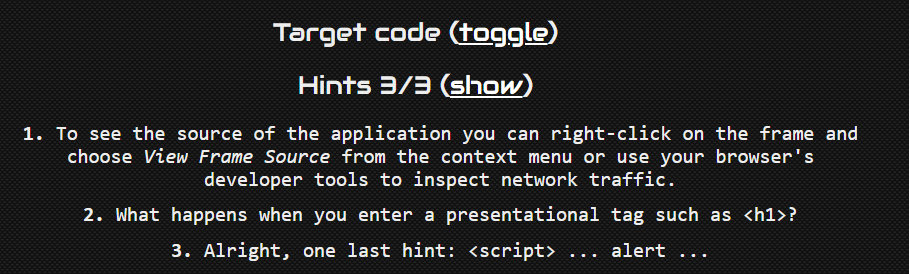 Target code (toggle)
Hints 3/3 (show)
1. To see the source of the application you can right-click on the frame and
choose View Frame Source from the context menu or use your browser's
developer tools to inspect network traffic.
2. What happens when you enter a presentational tag such as <h1>?
3. Alright, one last hint: <script> ... alert ...